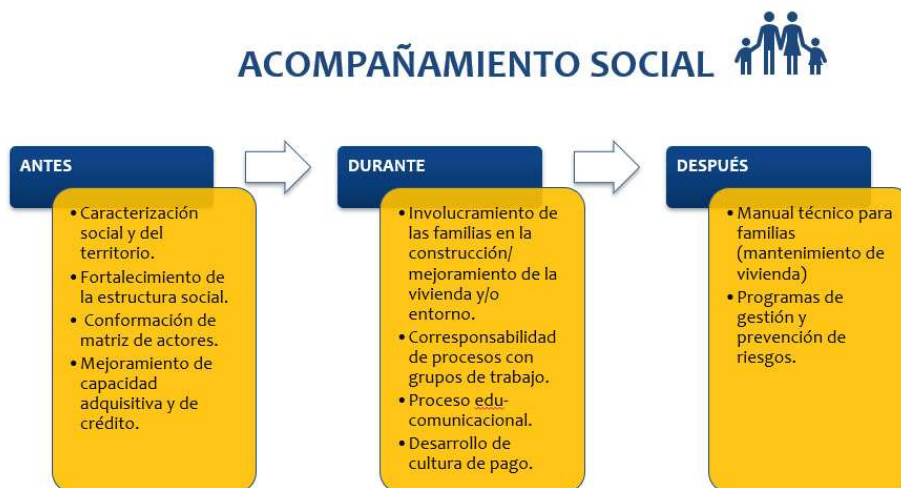 ACOMPAÑAMIENTO SOCIAL
ANTES
• Caracterización
social y del
territorio.
• Fortalecimiento de
la estructura social.
• Conformación de
matriz de actores.
• Mejoramiento de
capacidad
adquisitiva y de
crédito.
DURANTE
• Involucramiento de
las familias en la
construcción/
mejoramiento de la
vivienda y/o
entorno.
• Corresponsabilidad
de procesos con
grupos de trabajo.
• Proceso edu-
comunicacional.
• Desarrollo de
cultura de pago.
DESPUÉS
• Manual técnico para
familias
(mantenimiento de
vivienda)
• Programas de
gestión y
prevención de
riesgos.